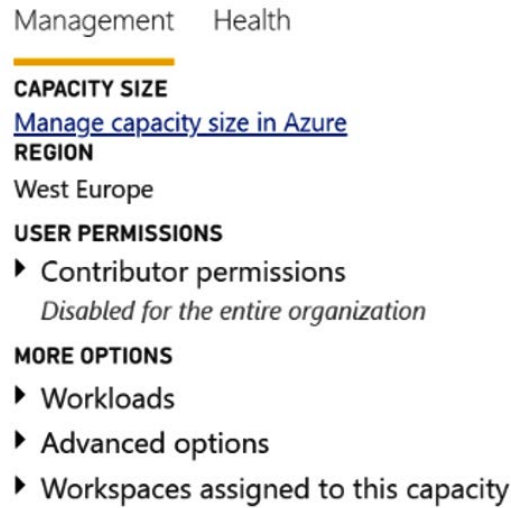 Management Health
CAPACITY SIZE
Manage capacity size in Azure
REGION
West Europe
USER PERMISSIONS
Contributor permissions
Disabled for the entire organization
MORE OPTIONS
Workloads
Advanced options
Workspaces assigned to this capacity